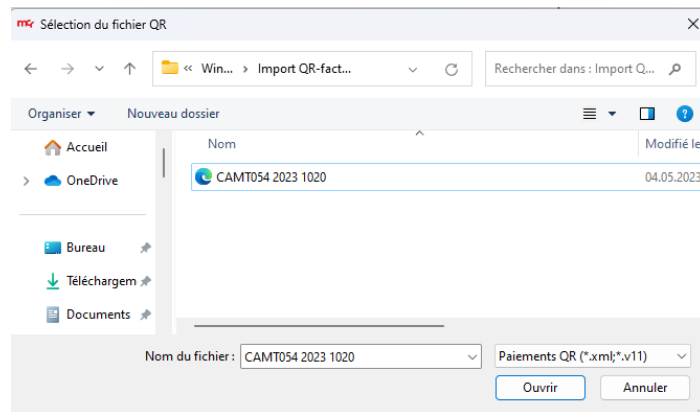 mcr Sélection du fichier QR
« Win... > Import QR-fact...
Rechercher dans : Import Q...
Organiser Nouveau dossier
Accueil
OneDrive
Bureau
Téléchargem
Documents
Nom Modifié le
CAMT054 2023 1020 04.05.2023
Nom du fichier : CAMT054 2023 1020 Paiements QR (*.xml;*.v11)
Ouvrir Annuler